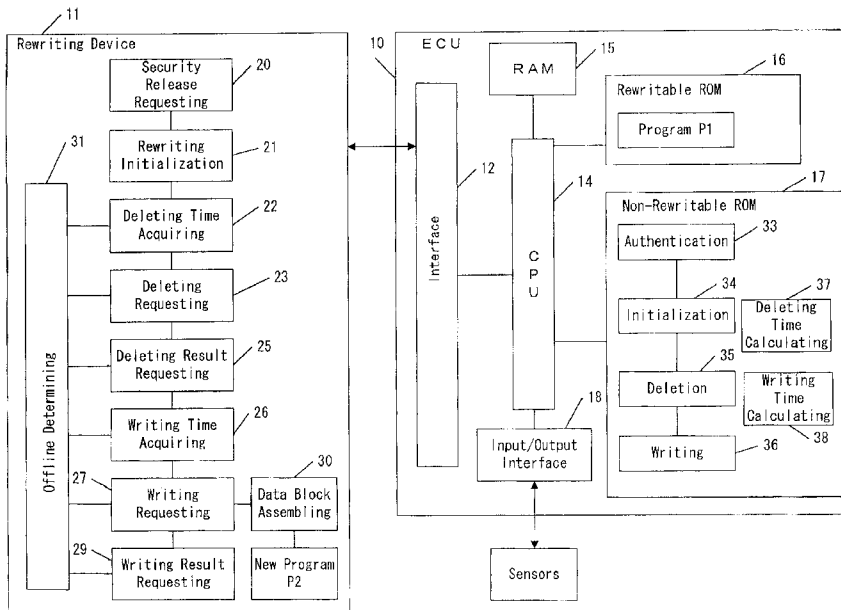 11
Rewriting Device
Security
Release
Requesting
20
Rewriting
Initialization
21
31
Deleting Time
Acquiring
22
Deleting
Requesting
23
Deleting Result
Requesting
25
Writing Time
Acquiring
26
27
Writing
Requesting
30
Data Block
Assembling
29
Writing Result
Requesting
New Program
P2
Offline Determining
10
ECU
15
RAM
16
Rewritable ROM
Program P1
12
Interface
14
CPU
17
Non-Rewritable ROM
Authentication
33
34
Initialization
37
Deleting
Time
Calculating
35
Deletion
Writing
Time
Calculating
38
Writing
36
18
Input/Output
Interface
Sensors